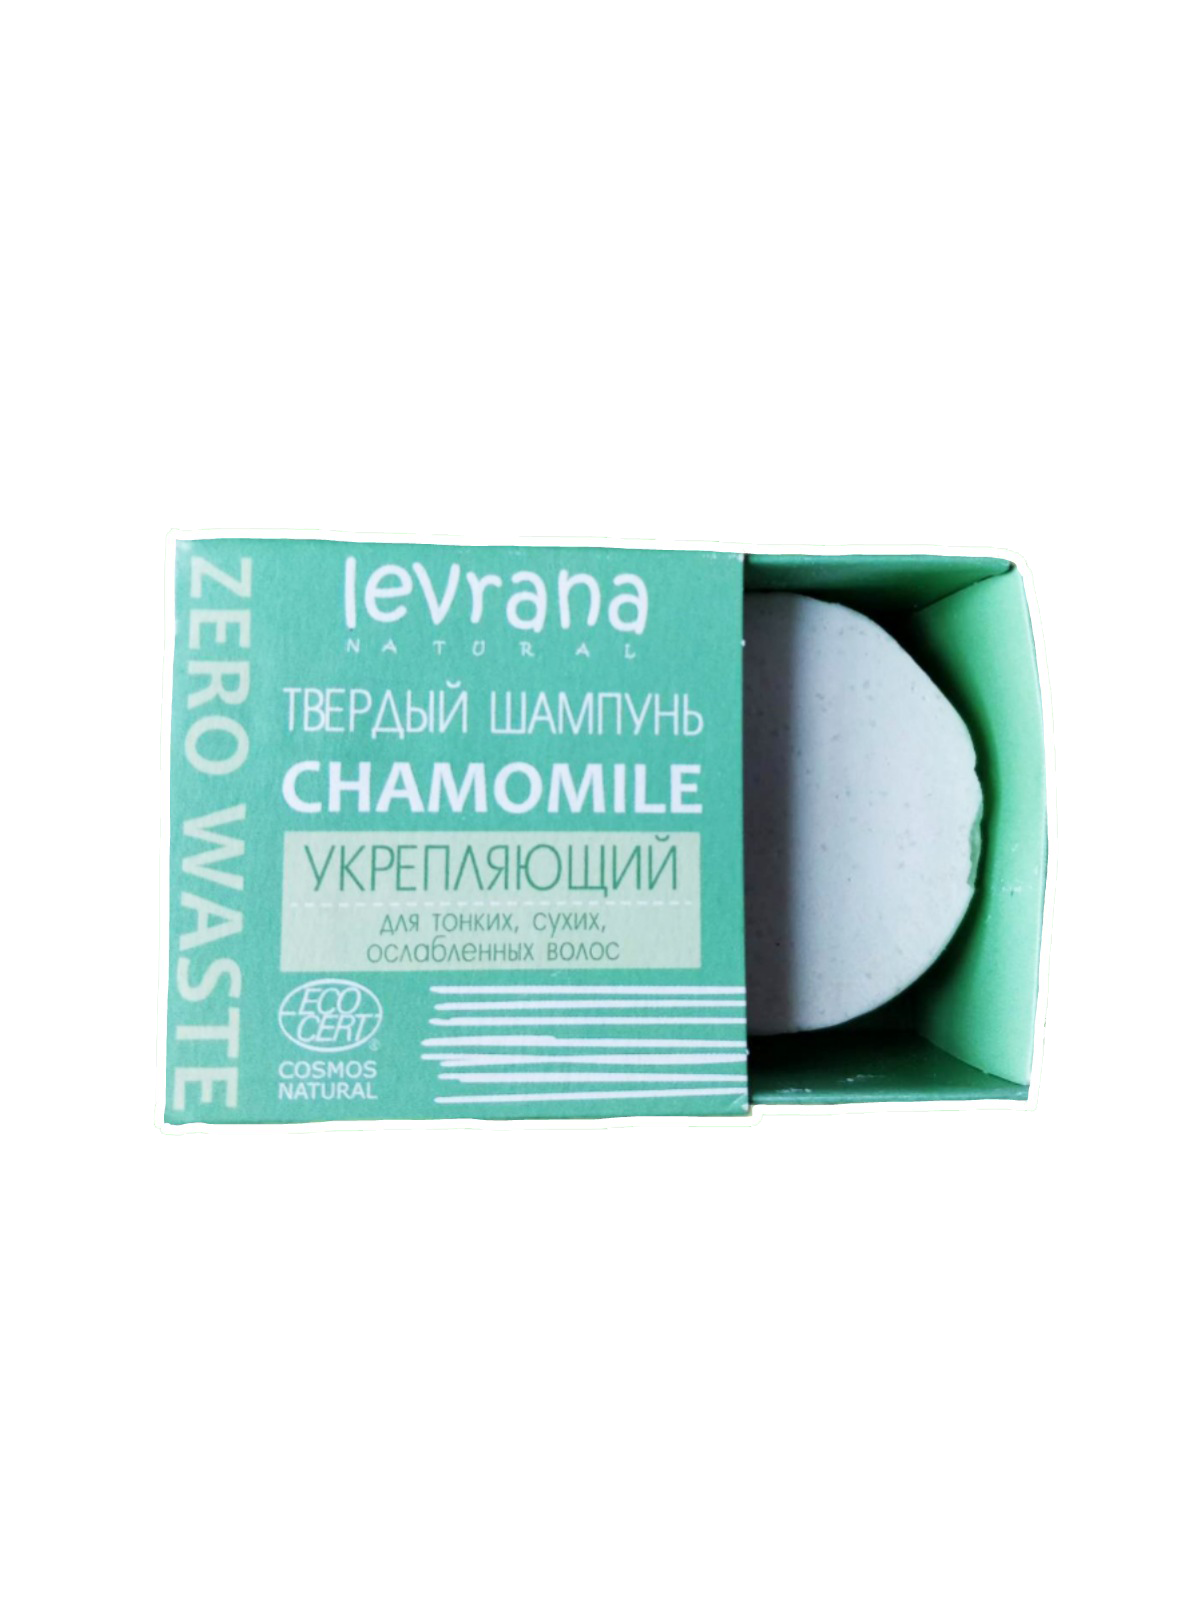 ZERO WASTE
levrana
NATURAL
ТВЕРДЫЙ ШАМПУНЬ
CHAMOMILE
УКРЕПЛЯЮЩИЙ
для тонких, сухих,
ослабленных волос
ECO
CERT®
COSMOS
NATURAL